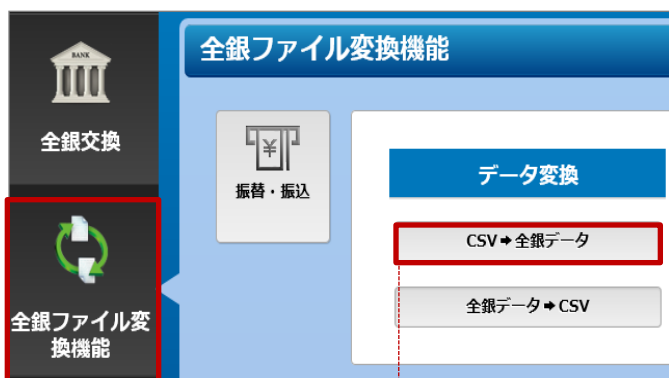 BANK
全銀交換
全銀ファイル変
換機能
全銀ファイル変換機能
¥
振替・振込
データ変換
CSV➡全銀データ
全銀データ➡CSV